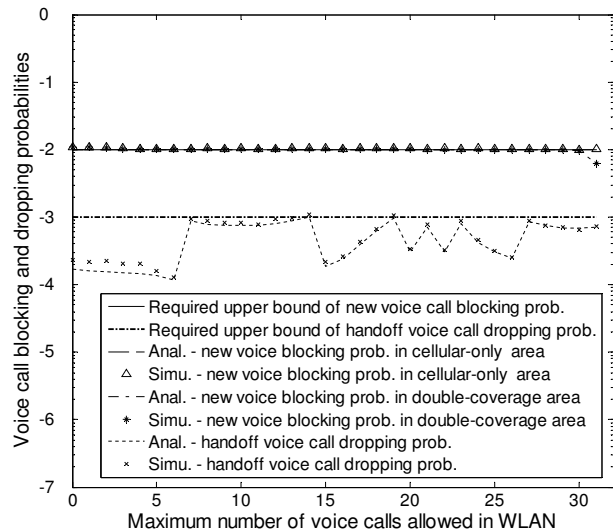 Voice call blocking and dropping probabilities
0
-1
-2
-3
-4
-5
-6
-7
Required upper bound of new voice call blocking prob.
Required upper bound of handoff voice call dropping prob.
Anal. - new voice blocking prob. in cellular-only area
Simu. - new voice blocking prob. in cellular-only area
Anal. - new voice blocking prob. in double-coverage area
Simu. - new voice blocking prob. in double-coverage area
Anal. - handoff voice call dropping prob.
Simu. - handoff voice call dropping prob.
0 5 10 15 20 25 30
Maximum number of voice calls allowed in WLAN